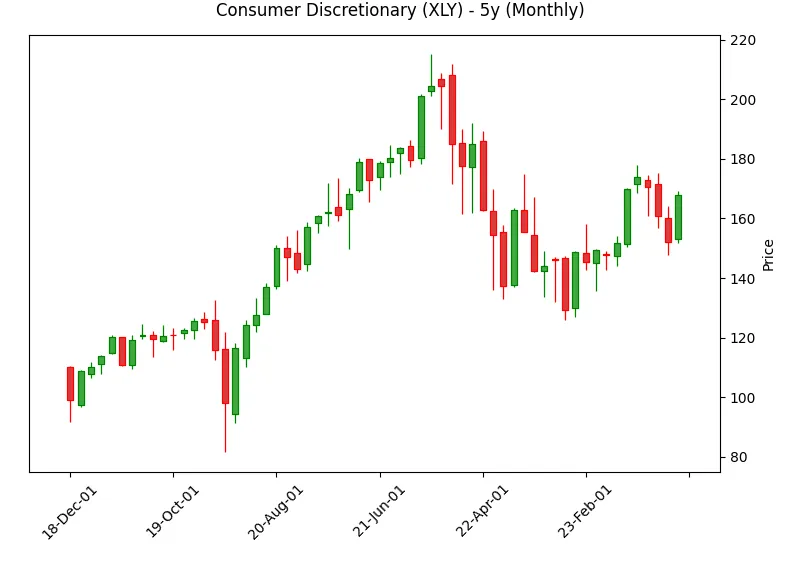 Consumer Discretionary (XLY) - 5y (Monthly)
220
200
180
160
140
120
100
80
Price
18-Dec-01
19-Oct-01
20-Aug-01
21-Jun-01
22-Apr-01
23-Feb-01